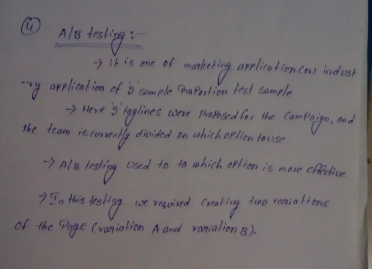 ④ A/B testing :-
→ It is one of marketing application (or) indust
-ry application of '2' sample Proportion test sample
→ Here '2' taglines were Proposed for the Campaign, and
the team is currently divided on which option to use.
→ A/B testing used to to which option is more effective
→ In this testing we required Creating two variations
of the Page (variation A and variation B).